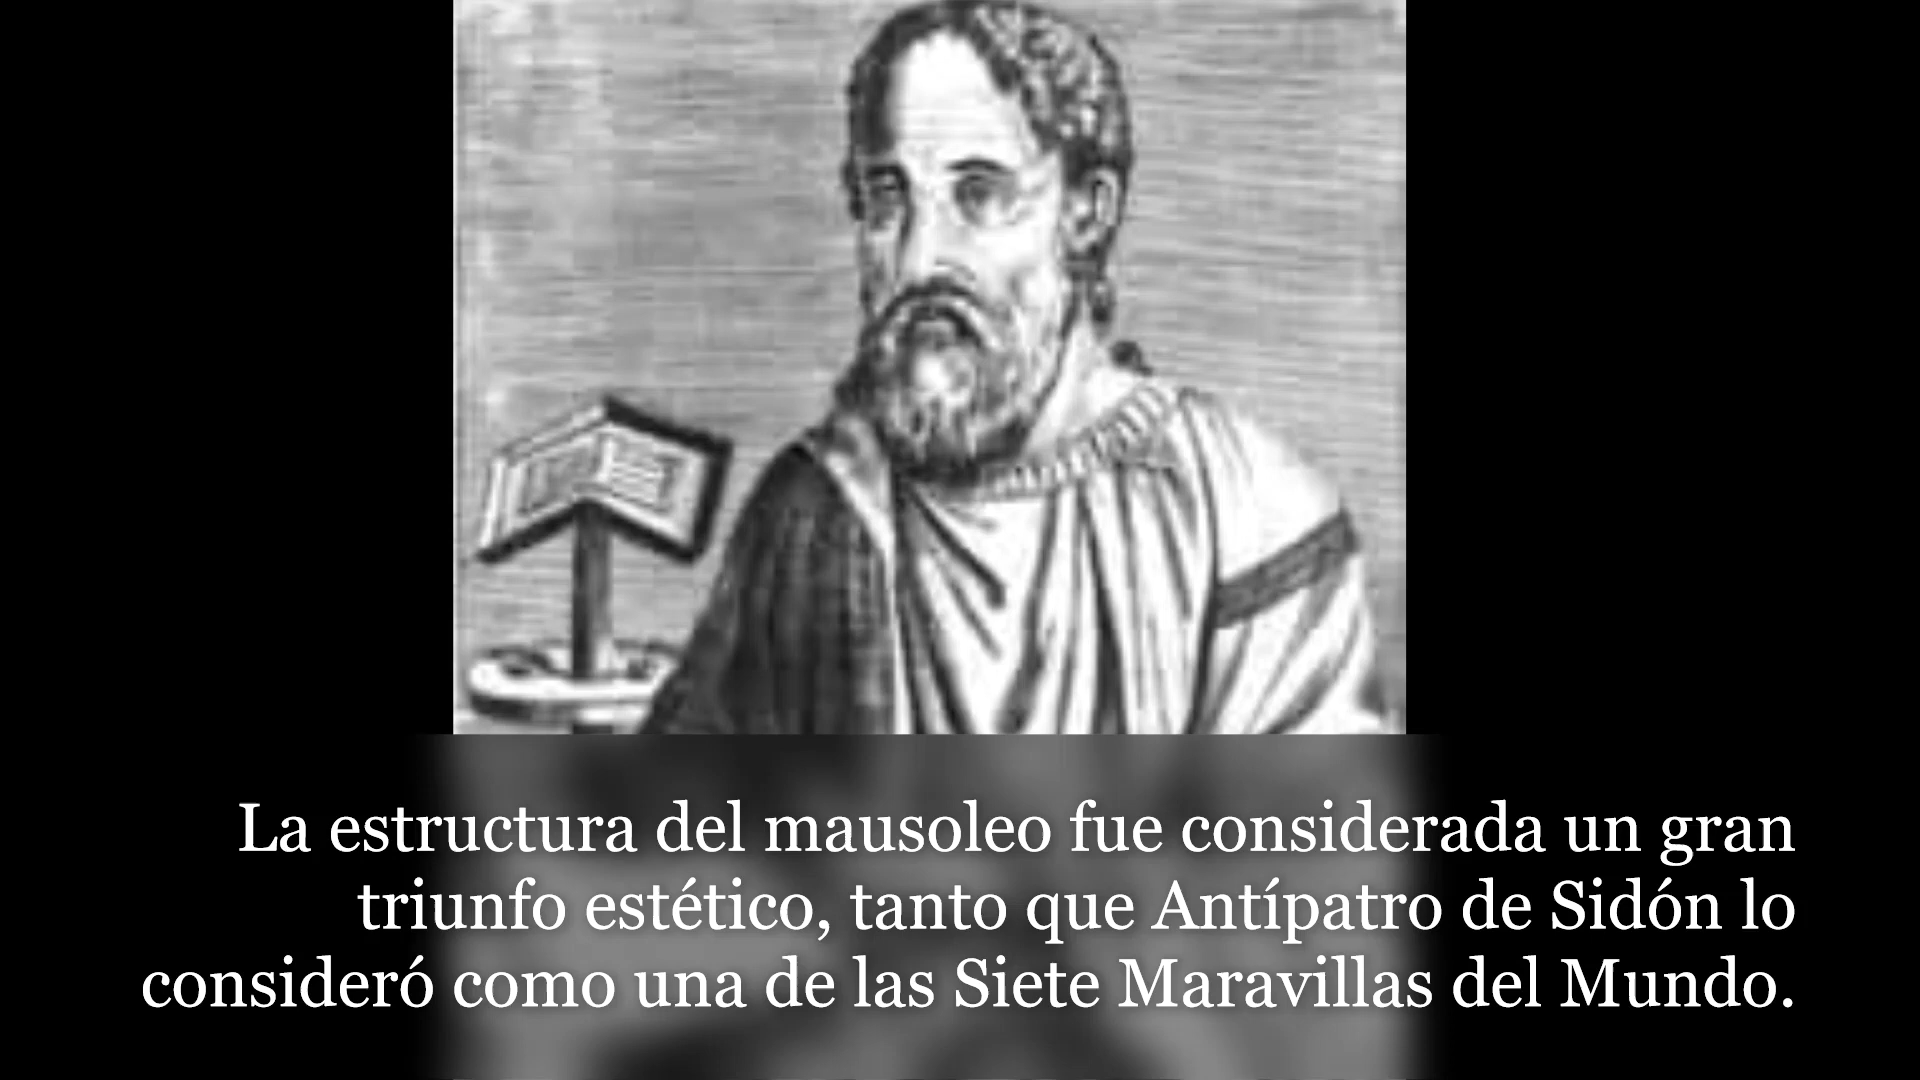 La estructura del mausoleo fue considerada un gran
triunfo estético, tanto que Antípatro de Sidón lo
consideró como una de las Siete Maravillas del Mundo.